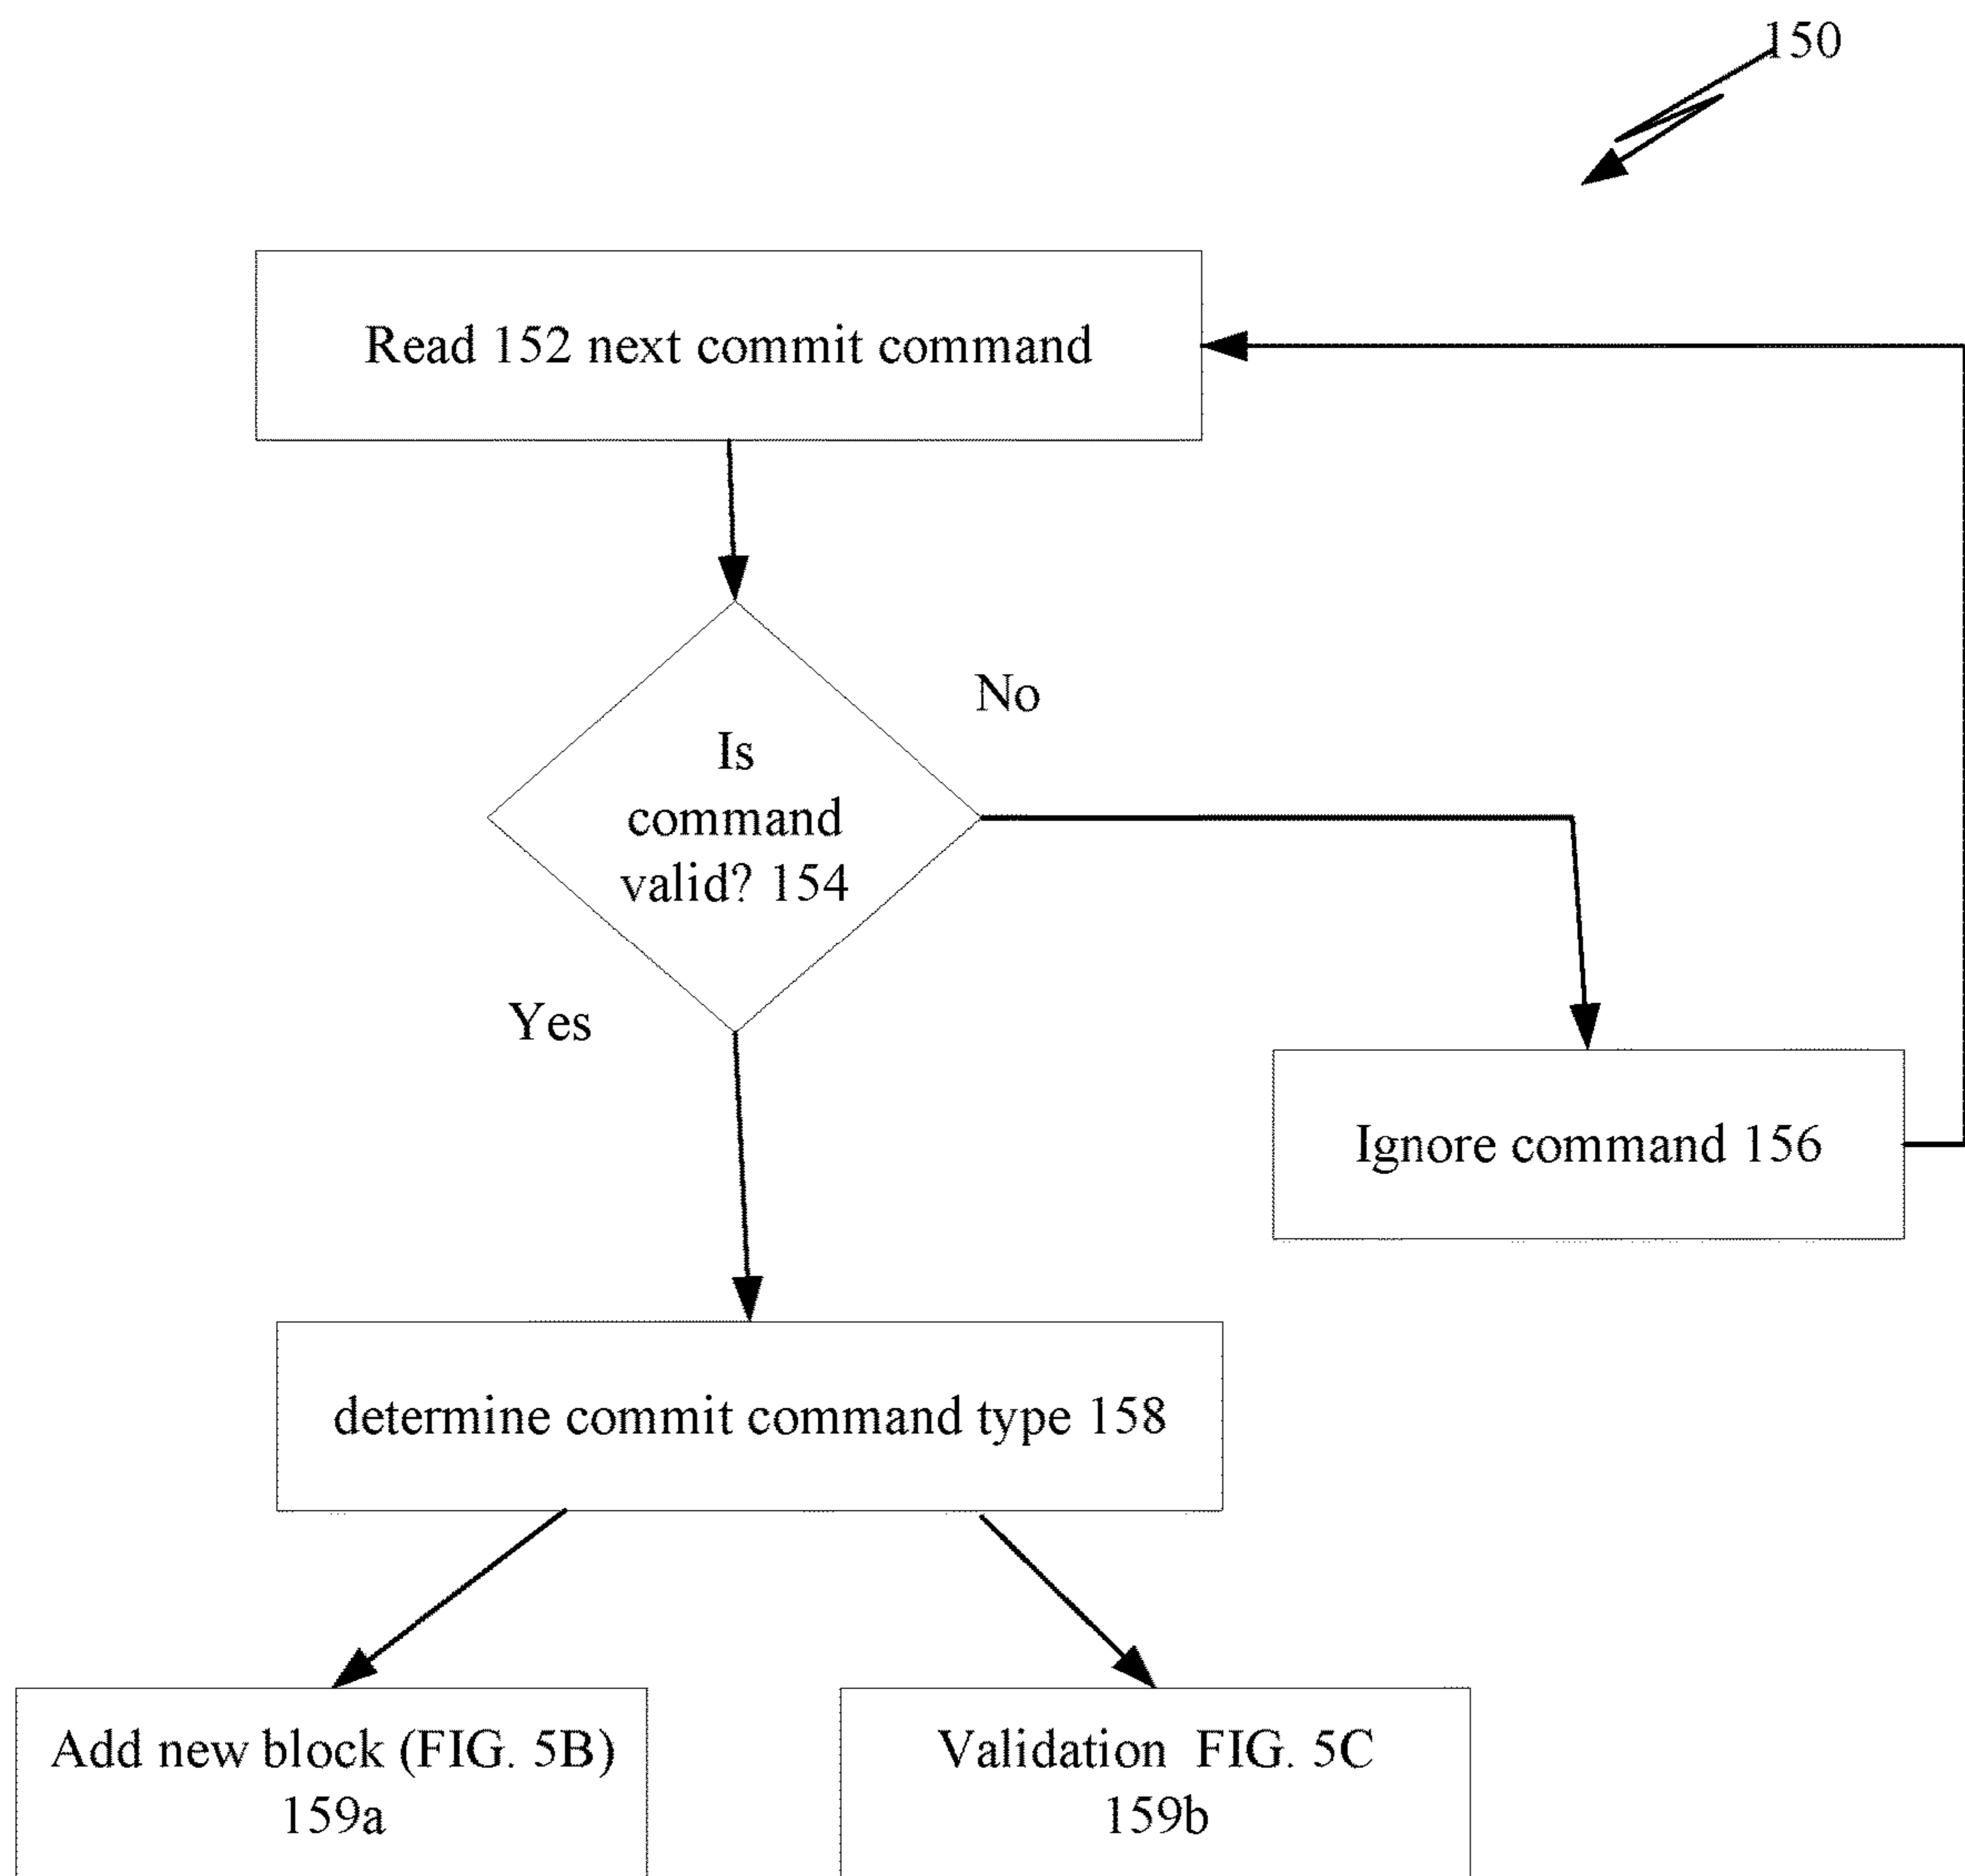 150
Read 152 next commit command
No
Is
command
valid? 154
Yes
Ignore command 156
determine commit command type 158
Add new block (FIG. 5B)
159a
Validation  FIG. 5C
159b